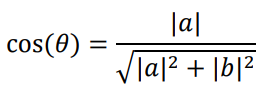 cos(θ) = |a| / √(|a|² + |b|²)